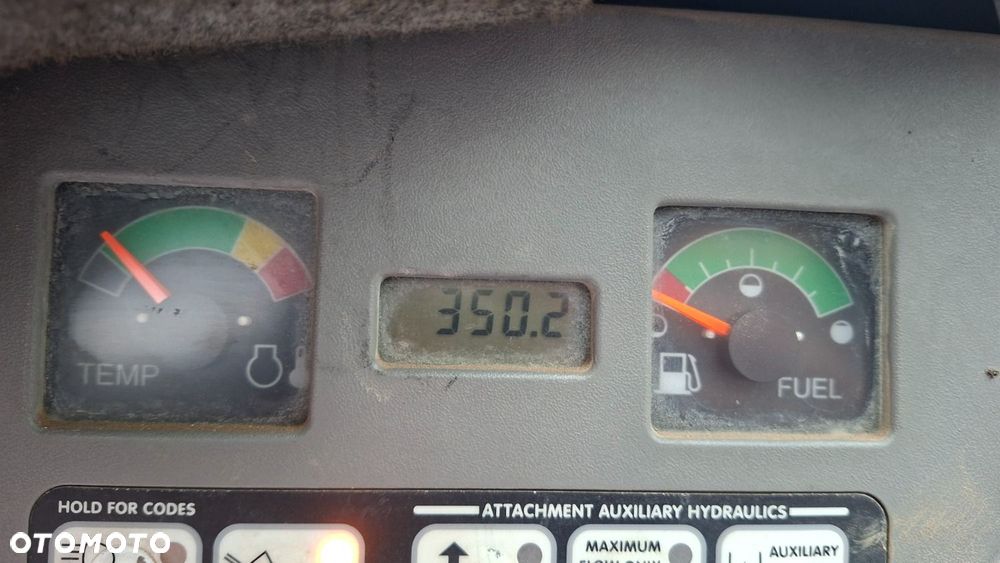 350.2
TEMP
FUEL
HOLD FOR CODES
ATTACHMENT AUXILIARY HYDRAULICS
OTOMOTO
MAXIMUM
AUXILIARY